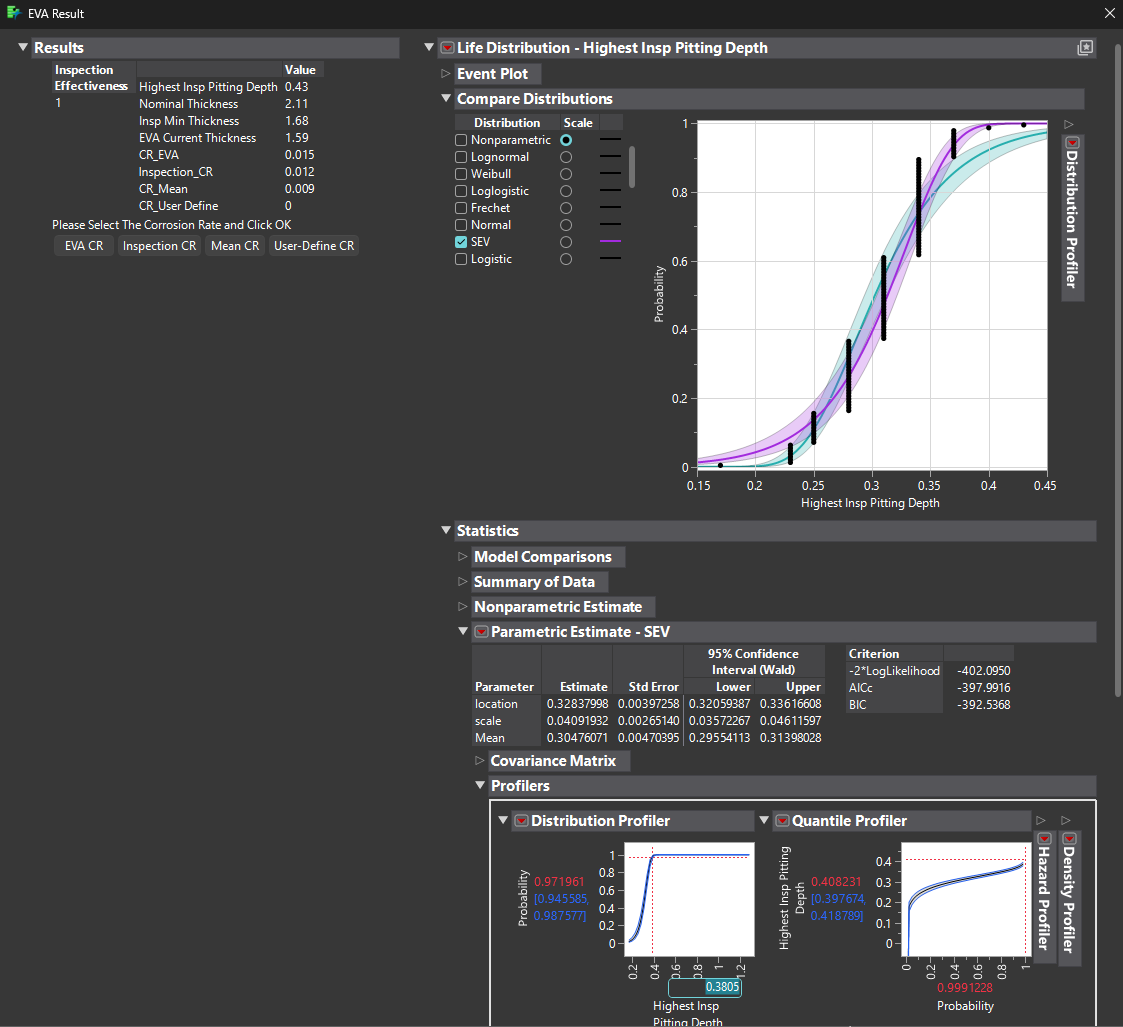 EVA Result
Results
Inspection Effectiveness Value
1 Highest Insp Pitting Depth 0.43
Nominal Thickness 2.11
Insp Min Thickness 1.68
EVA Current Thickness 1.59
CR_EVA 0.015
Inspection_CR 0.012
CR_Mean 0.009
CR_User Define 0
Please Select The Corrosion Rate and Click OK
EVA CR Inspection CR Mean CR User-Define CR
Life Distribution - Highest Insp Pitting Depth
Event Plot
Compare Distributions
Distribution Scale
Nonparametric
Lognormal
Weibull
Loglogistic
Frechet
Normal
SEV
Logistic
Probability
1
0.8
0.6
0.4
0.2
0
0.15 0.2 0.25 0.3 0.35 0.4 0.45
Highest Insp Pitting Depth
Distribution Profiler
Statistics
Model Comparisons
Summary of Data
Nonparametric Estimate
Parametric Estimate - SEV
95% Confidence
Interval (Wald)
Parameter Estimate Std Error Lower Upper
location 0.32837998 0.00397258 0.32059387 0.33616608
scale 0.04091932 0.00265140 0.03572267 0.04611597
Mean 0.30476071 0.00470395 0.29554113 0.31398028
Criterion
-2*LogLikelihood -402.0950
AICc -397.9916
BIC -392.5368
Covariance Matrix
Profilers
Distribution Profiler
Probability
0.971961
[0.945585,
0.987577]
1
0.8
0.6
0.4
0.2
0
0.2 0.4 0.6 0.8 1 1.2
0.3805
Highest Insp
Pitting Depth
Quantile Profiler
Highest Insp Pitting
Depth
0.408231
[0.397674,
0.418789]
0.4
0.3
0.2
0.1
0
0 0.2 0.4 0.6 0.8 1
0.9991228
Probability
Hazard Profiler
Density Profiler